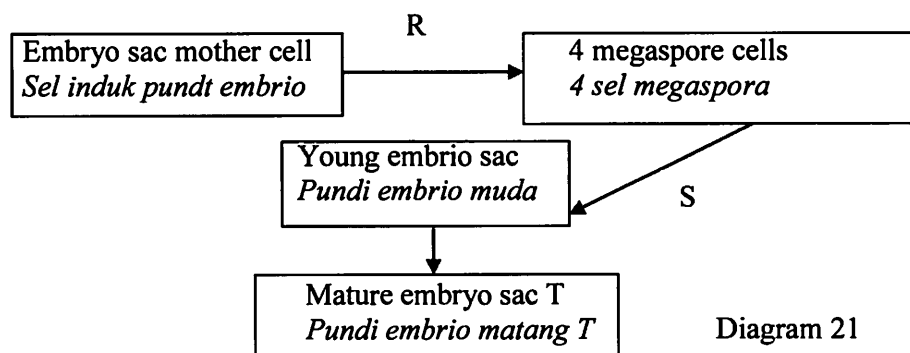 R
Embryo sac mother cell
Sel induk pundt embrio
4 megaspore cells
4 sel megaspora
Young embrio sac
Pundi embrio muda
S
Mature embryo sac T
Pundi embrio matang T
Diagram 21